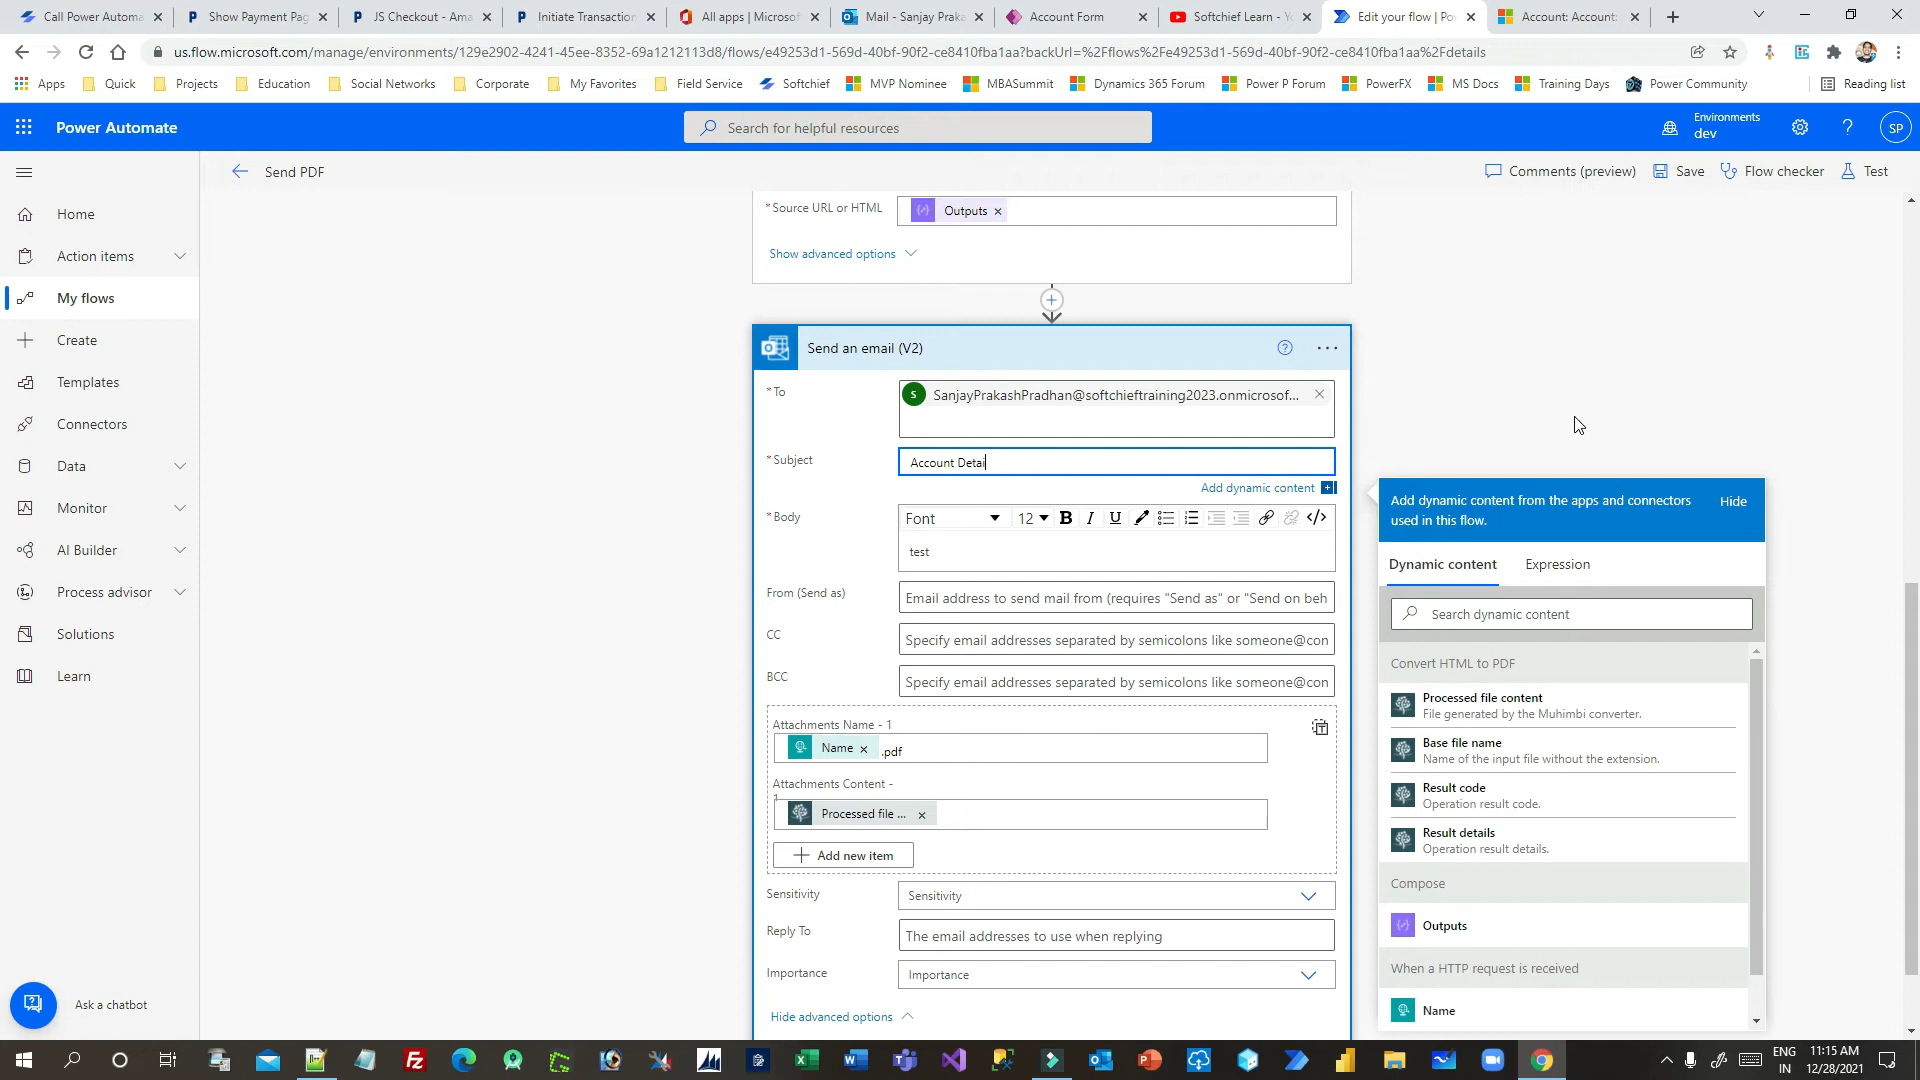 Call Power Automa
Show Payment Pag
JS Checkout - Ama
Initiate Transaction
All apps | Microsof
Mail - Sanjay Praka
Account Form
Softchief Learn - Yo
Edit your flow | Po
Account: Account:
us.flow.microsoft.com/manage/environments/129e2902-4241-45ee-8352-69a1212113d8/flows/e49253d1-569d-40bf-90f2-ce8410fba1aa?backUrl=%2Fflows%2Fe49253d1-569d-40bf-90f2-ce8410fba1aa%2Fdetails
Apps Quick Projects Education Social Networks Corporate My Favorites Field Service Softchief MVP Nominee MBASummit Dynamics 365 Forum Power P Forum PowerFX MS Docs Training Days Power Community Reading list
Power Automate
Search for helpful resources
Environments
dev
SP
Send PDF
Comments (preview) Save Flow checker Test
Home
Action items
My flows
Create
Templates
Connectors
Data
Monitor
AI Builder
Process advisor
Solutions
Learn
Ask a chatbot
*Source URL or HTML
Outputs
Show advanced options
Send an email (V2)
*To
S SanjayPrakashPradhan@softchieftraining2023.onmicrosof...
*Subject
Account Detai
Add dynamic content
*Body
Font 12 B I U </>
test
From (Send as)
Email address to send mail from (requires "Send as" or "Send on beh
CC
Specify email addresses separated by semicolons like someone@con
BCC
Specify email addresses separated by semicolons like someone@con
Attachments Name - 1
Name .pdf
Attachments Content -
1
Processed file ...
Add new item
Sensitivity
Sensitivity
Reply To
The email addresses to use when replying
Importance
Importance
Hide advanced options
Add dynamic content from the apps and connectors
used in this flow.
Hide
Dynamic content Expression
Search dynamic content
Convert HTML to PDF
Processed file content
File generated by the Muhimbi converter.
Base file name
Name of the input file without the extension.
Result code
Operation result code.
Result details
Operation result details.
Compose
Outputs
When a HTTP request is received
Name
ENG
IN
11:15 AM
12/28/2021